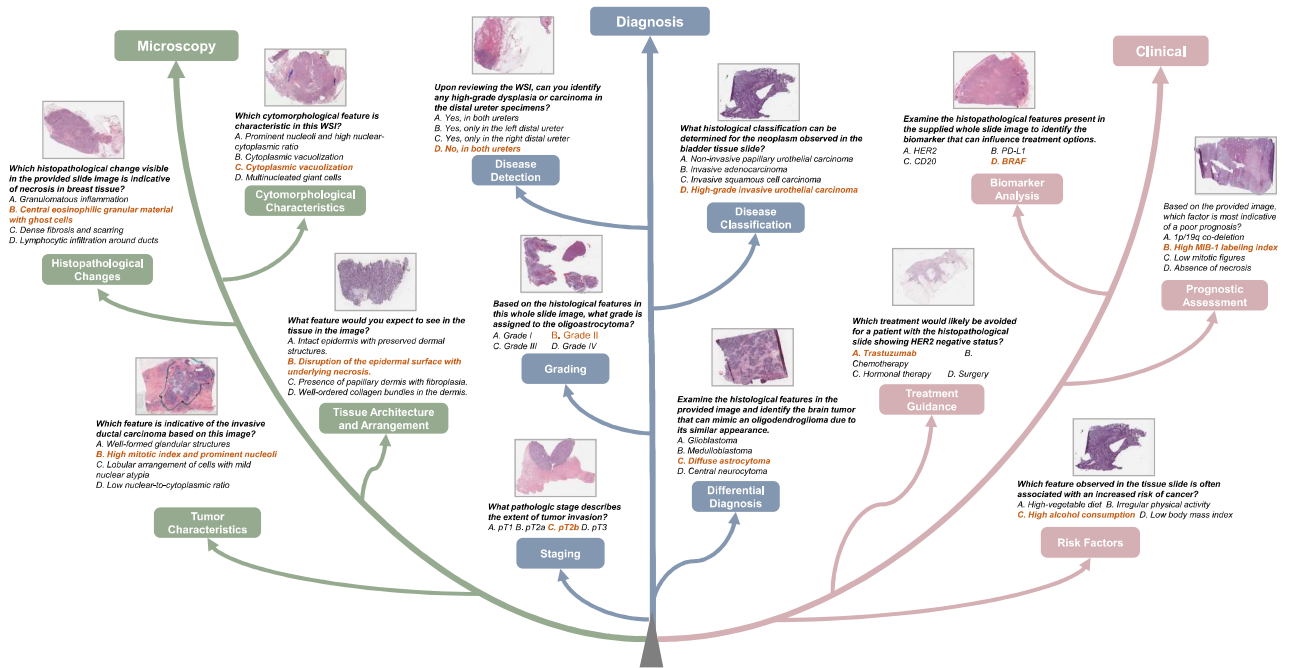 Microscopy
Diagnosis
Clinical
Which cytomorphological feature is
characteristic in this WSI?
A. Prominent nucleoli and high nuclear-
cytoplasmic ratio
B. Cytoplasmic vacuolization
C. Cytoplasmic vacuolization
D. Multinucleated giant cells
Cytomorphological
Characteristics
Which histopathological change visible
in the provided slide image is indicative
of necrosis in breast tissue?
A. Granulomatous inflammation
B. Central eosinophilic granular material
with ghost cells
C. Dense fibrosis and scarring
D. Lymphocytic infiltration around ducts
Histopathological
Changes
What feature would you expect to see in the
tissue in the image?
A. Intact epidermis with preserved dermal
structures.
B. Disruption of the epidermal surface with
underlying necrosis.
C. Presence of papillary dermis with fibroplasia.
D. Well-ordered collagen bundles in the dermis.
Tissue Architecture
and Arrangement
Which feature is indicative of the invasive
ductal carcinoma based on this image?
A. Well-formed glandular structures
B. High mitotic index and prominent nucleoli
C. Lobular arrangement of cells with mild
nuclear atypia
D. Low nuclear-to-cytoplasmic ratio
Tumor
Characteristics
Upon reviewing the WSI, can you identify
any high-grade dysplasia or carcinoma in
the distal ureter specimens?
A. Yes, in both ureters
B. Yes, only in the left distal ureter
C. Yes, only in the right distal ureter
D. No, in both ureters
Disease
Detection
What histological classification can be
determined for the neoplasm observed in the
bladder tissue slide?
A. Non-invasive papillary urothelial carcinoma
B. Invasive adenocarcinoma
C. Invasive squamous cell carcinoma
D. High-grade invasive urothelial carcinoma
Disease
Classification
Based on the histological features in
this whole slide image, what grade is
assigned to the oligoastrocytoma?
A. Grade I B. Grade II
C. Grade III D. Grade IV
Grading
Examine the histological features in the
provided image and identify the brain tumor
that can mimic an oligodendroglioma due to
its similar appearance.
A. Glioblastoma
B. Medulloblastoma
C. Diffuse astrocytoma
D. Central neurocytoma
Differential
Diagnosis
What pathologic stage describes
the extent of tumor invasion?
A. pT1 B. pT2a C. pT2b D. pT3
Staging
Examine the histopathological features present in
the supplied whole slide image to identify the
biomarker that can influence treatment options.
A. HER2 B. PD-L1
C. CD20 D. BRAF
Biomarker
Analysis
Based on the provided image,
which factor is most indicative
of a poor prognosis?
A. 1p/19q co-deletion
B. High MIB-1 labeling index
C. Low mitotic figures
D. Absence of necrosis
Prognostic
Assessment
Which treatment would likely be avoided
for a patient with the histopathological
slide showing HER2 negative status?
A. Trastuzumab B.
Chemotherapy
C. Hormonal therapy D. Surgery
Treatment
Guidance
Which feature observed in the tissue slide is often
associated with an increased risk of cancer?
A. High-vegetable diet B. Irregular physical activity
C. High alcohol consumption D. Low body mass index
Risk Factors